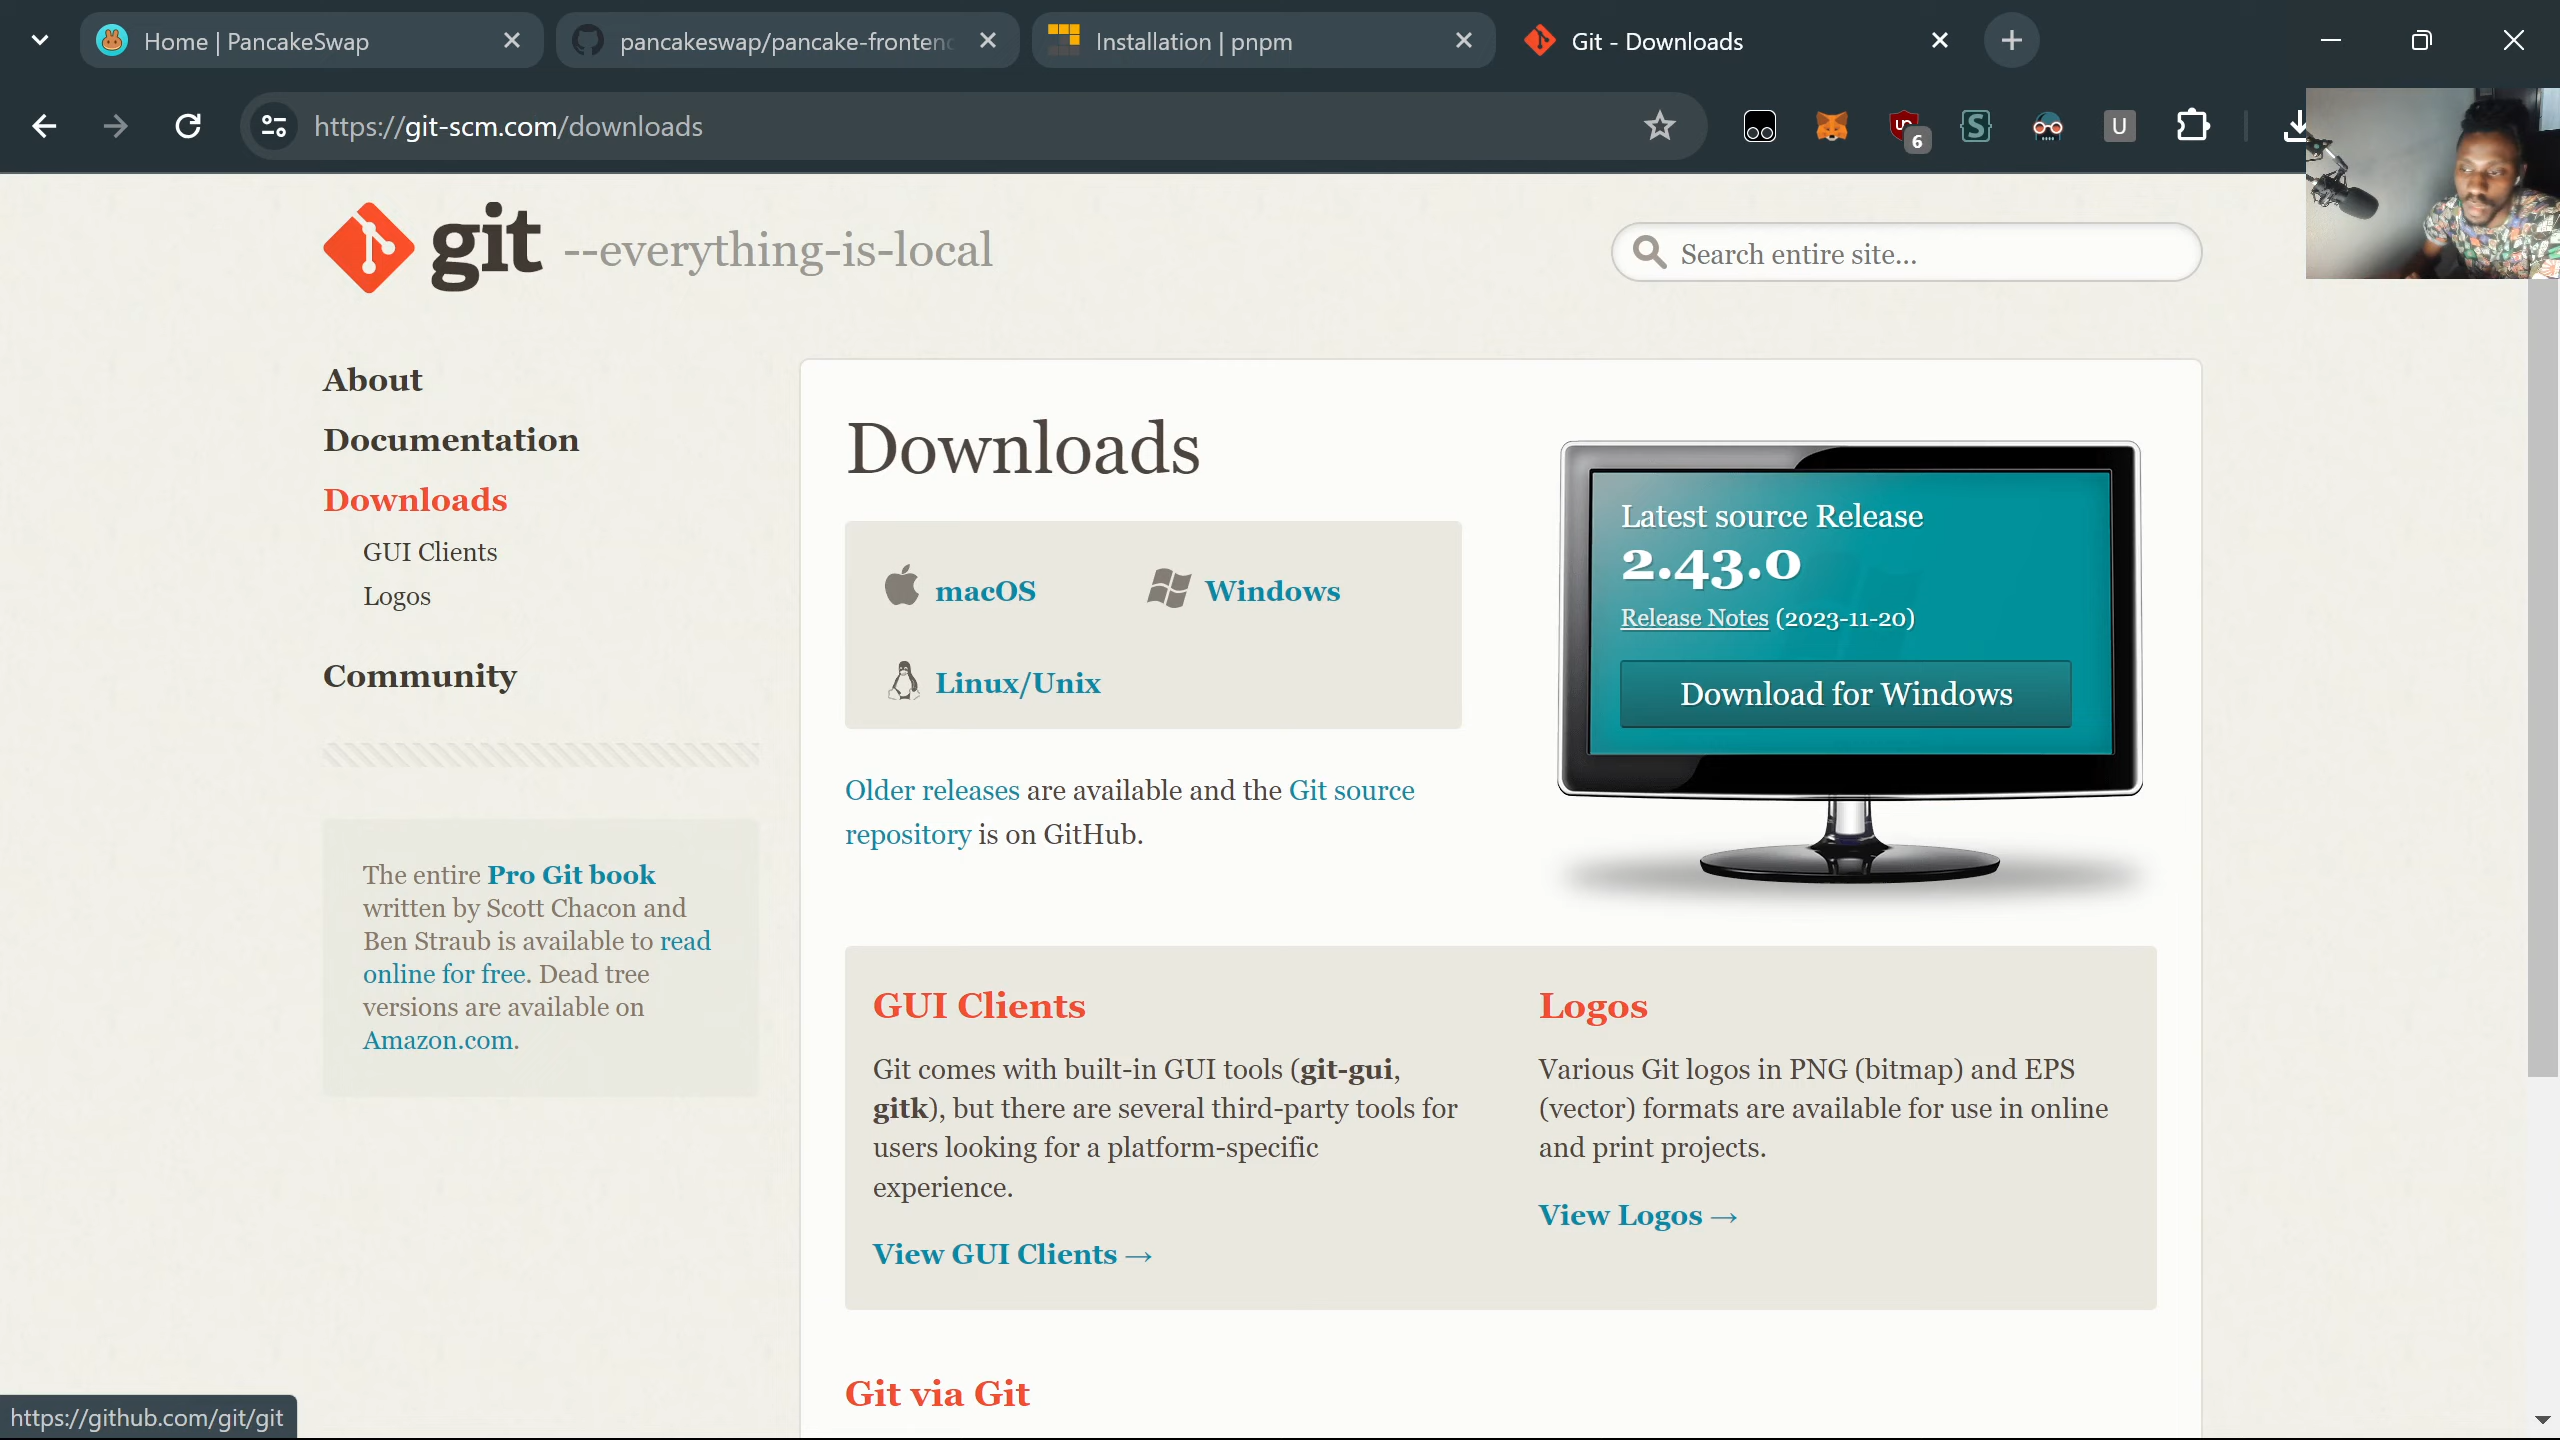 Home | PancakeSwap
pancakeswap/pancake-frontenc
Installation | pnpm
Git - Downloads
https://git-scm.com/downloads
6
S
U
git --everything-is-local
Search entire site...
About
Documentation
Downloads
GUI Clients
Logos
Community
The entire Pro Git book
written by Scott Chacon and
Ben Straub is available to read
online for free. Dead tree
versions are available on
Amazon.com.
Downloads
macOS
Windows
Linux/Unix
Older releases are available and the Git source
repository is on GitHub.
Latest source Release
2.43.0
Release Notes (2023-11-20)
Download for Windows
GUI Clients
Git comes with built-in GUI tools (git-gui,
gitk), but there are several third-party tools for
users looking for a platform-specific
experience.
View GUI Clients →
Logos
Various Git logos in PNG (bitmap) and EPS
(vector) formats are available for use in online
and print projects.
View Logos →
Git via Git
https://github.com/git/git